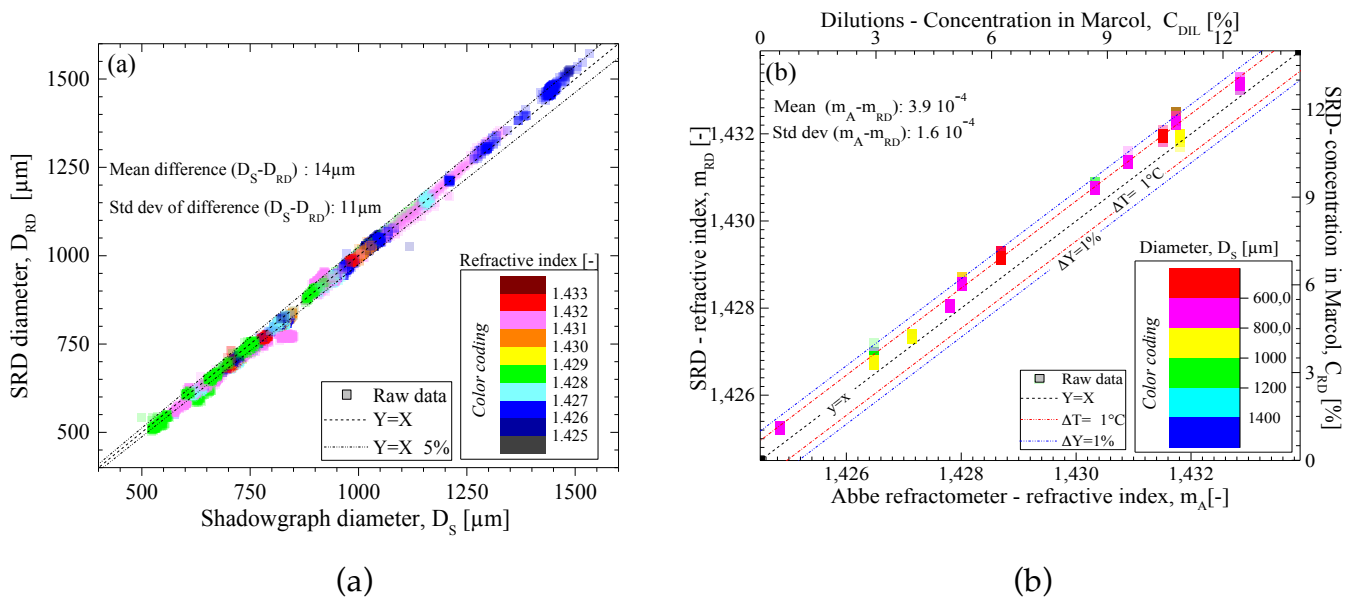 (a)
Mean difference (D_S-D_RD) : 14µm
Std dev of difference (D_S-D_RD): 11µm
SRD diameter, D_RD [µm]
1500
1250
1000
750
500
Refractive index [-]
Color coding
1.433
1.432
1.431
1.430
1.429
1.428
1.427
1.426
1.425
Raw data
Y=X
Y=X 5%
500 750 1000 1250 1500
Shadowgraph diameter, D_S [µm]
(a)
Dilutions - Concentration in Marcol, C_DIL [%]
0 3 6 9 12
(b)
Mean (m_A-m_RD): 3.9 10^-4
Std dev (m_A-m_RD): 1.6 10^-4
SRD - refractive index, m_RD [-]
1,432
1,430
1,428
1,426
y=x
ΔT= 1°C
ΔY=1%
Raw data
Y=X
ΔT= 1°C
ΔY=1%
Diameter, D_S [µm]
Color coding
600,0
800,0
1000
1200
1400
12
9
6
3
0
SRD- concentration in Marcol, C_RD [%]
1,426 1,428 1,430 1,432
Abbe refractometer - refractive index, m_A[-]
(b)